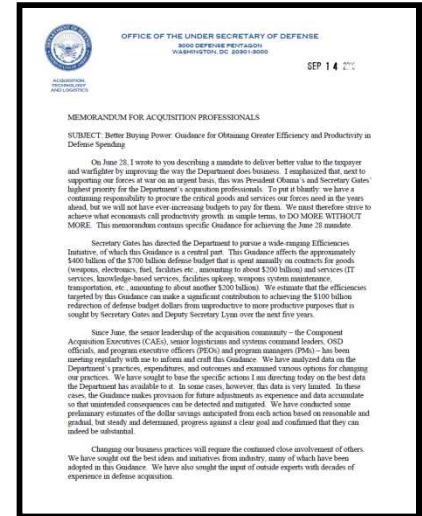 OFFICE OF THE UNDER SECRETARY OF DEFENSE
3000 DEFENSE PENTAGON
WASHINGTON, DC 20301-3000
SEP 14
ACQUISITION
TECHNOLOGY
AND LOGISTICS
MEMORANDUM FOR ACQUISITION PROFESSIONALS
SUBJECT: Better Buying Power: Guidance for Obtaining Greater Efficiency and Productivity in
Defense Spending
On June 28, I wrote to you describing a mandate to deliver better value to the taxpayer
and warfighter by improving the way the Department does business. I emphasized that, next to
supporting our forces at war on an urgent basis, this was President Obama's and Secretary Gates'
highest priority for the Department's acquisition professionals. To put it bluntly: we have a
continuing responsibility to procure the critical goods and services our forces need in the years
ahead, but we will not have ever-increasing budgets to pay for them. We must therefore strive to
achieve what economists call productivity growth: in simple terms, to DO MORE WITHOUT
MORE. This memorandum contains specific Guidance for achieving the June 28 mandate.
Secretary Gates has directed the Department to pursue a wide-ranging Efficiencies
Initiative, of which this Guidance is a central part. This Guidance affects the approximately
$400 billion of the $700 billion defense budget that is spent annually on contracts for goods
(weapons, electronics, fuel, facilities etc., amounting to about $200 billion) and services (IT
services, knowledge-based services, facilities upkeep, weapons system maintenance,
transportation, etc., amounting to about another $200 billion). We estimate that the efficiencies
targeted by this Guidance can make a significant contribution to achieving the $100 billion
redirection of defense budget dollars from unproductive to more productive purposes that is
sought by Secretary Gates and Deputy Secretary Lynn over the next five years.
Since June, the senior leadership of the acquisition community – the Component
Acquisition Executives (CAEs), senior logisticians and systems command leaders, OSD
officials, and program executive officers (PEOs) and program managers (PMs) – has been
meeting regularly with me to inform and craft this Guidance. We have analyzed data on the
Department's practices, expenditures, and outcomes and examined various options for changing
our practices. We have sought to base the specific actions I am directing today on the best data
the Department has available to it. In some cases, however, this data is very limited. In these
cases, the Guidance makes provision for future adjustments as experience and data accumulate
so that unintended consequences can be detected and mitigated. We have conducted some
preliminary estimates of the dollar savings anticipated from each action based on reasonable and
gradual, but steady and determined, progress against a clear goal and confirmed that they can
indeed be substantial.
Changing our business practices will require the continued close involvement of others.
We have sought out the best ideas and initiatives from industry, many of which have been
adopted in this Guidance. We have also sought the input of outside experts with decades of
experience in defense acquisition.